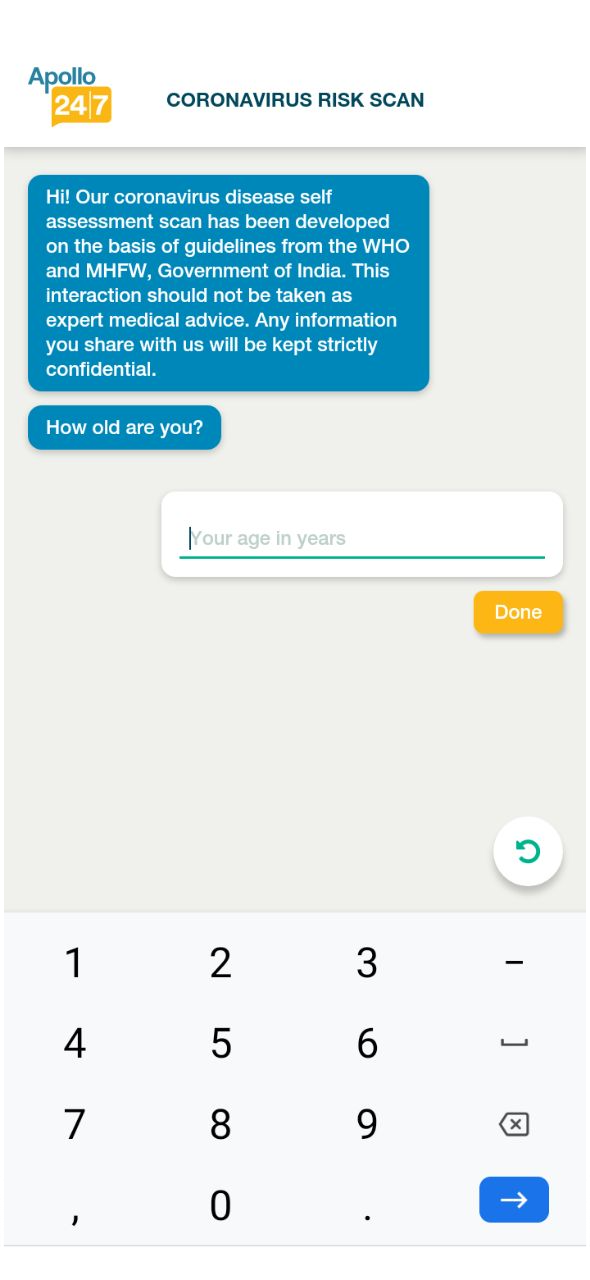 Apollo
24|7
CORONAVIRUS RISK SCAN
Hi! Our coronavirus disease self
assessment scan has been developed
on the basis of guidelines from the WHO
and MHFW, Government of India. This
interaction should not be taken as
expert medical advice. Any information
you share with us will be kept strictly
confidential.
How old are you?
Your age in years
Done
1 2 3 –
4 5 6
7 8 9
, 0 .